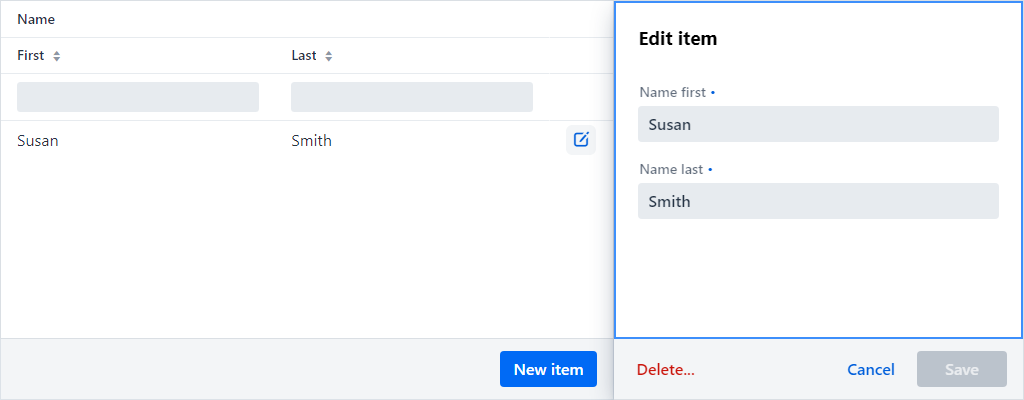 Name
First
Last
Susan
Smith
New item
Edit item
Name first •
Susan
Name last •
Smith
Delete...
Cancel
Save